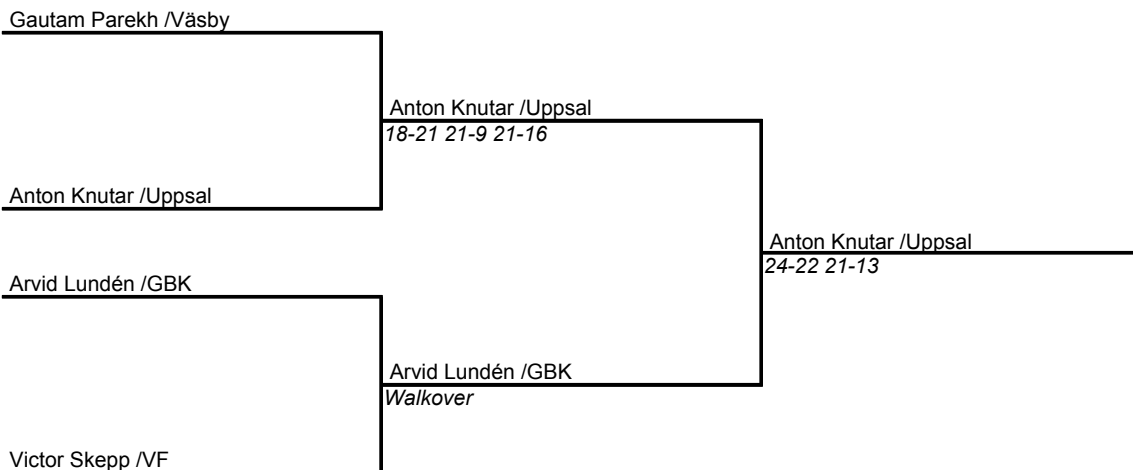 Gautam Parekh /Väsby
Anton Knutar /Uppsal
18-21 21-9 21-16
Anton Knutar /Uppsal
Anton Knutar /Uppsal
24-22 21-13
Arvid Lundén /GBK
Arvid Lundén /GBK
Walkover
Victor Skepp /VF